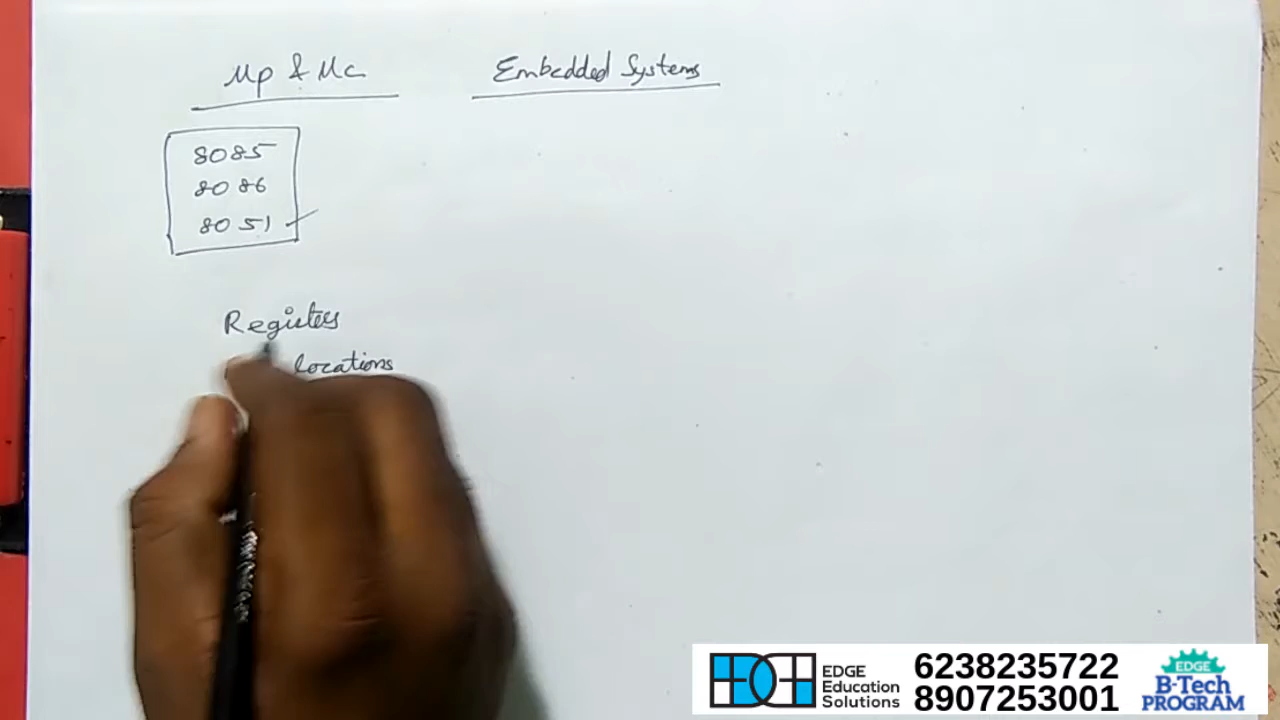 Mp & Mc
Embedded Systems
8085
8086
8051
Registers
locations
EDGE
Education
Solutions
6238235722
8907253001
EDGE
B-Tech
PROGRAM